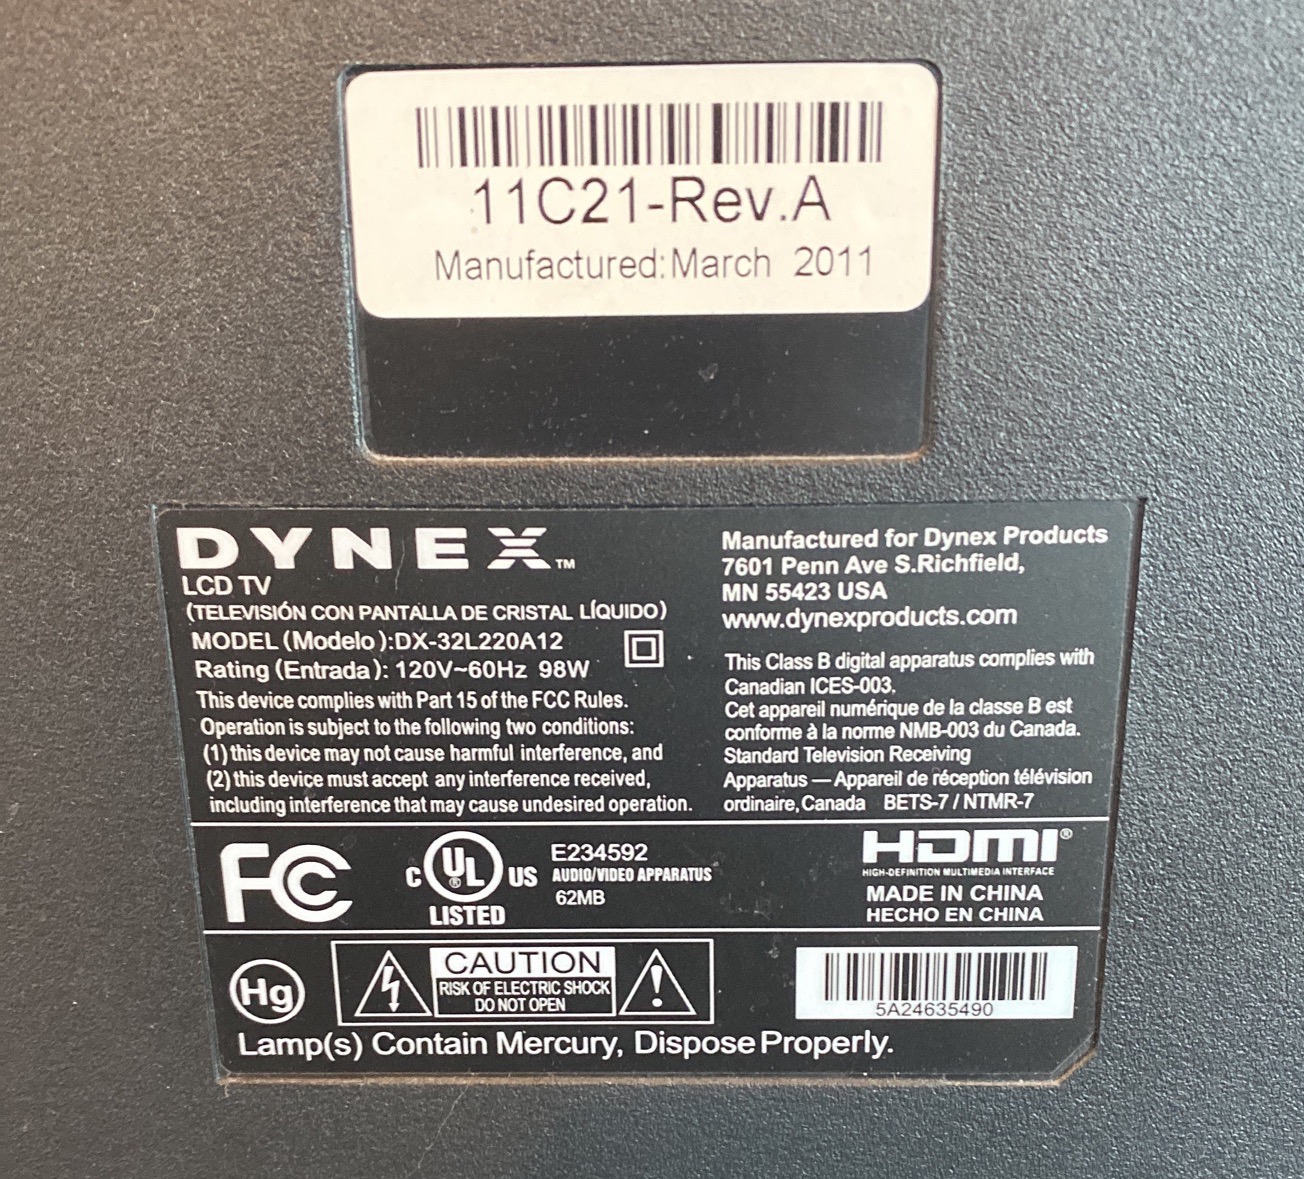 11C21-Rev.A
Manufactured: March 2011
DYNEX™
LCD TV
(TELEVISIÓN CON PANTALLA DE CRISTAL LÍQUIDO)
MODEL (Modelo ):DX-32L220A12
Rating (Entrada): 120V~60Hz 98W
This device complies with Part 15 of the FCC Rules.
Operation is subject to the following two conditions:
(1) this device may not cause harmful interference, and
(2) this device must accept any interference received,
including interference that may cause undesired operation.
Manufactured for Dynex Products
7601 Penn Ave S.Richfield,
MN 55423 USA
www.dynexproducts.com
This Class B digital apparatus complies with
Canadian ICES-003.
Cet appareil numérique de la classe B est
conforme à la norme NMB-003 du Canada.
Standard Television Receiving
Apparatus — Appareil de réception télévision
ordinaire, Canada BETS-7 / NTMR-7
FC
C UL® US
LISTED
E234592
AUDIO/VIDEO APPARATUS
62MB
HDMI®
HIGH-DEFINITION MULTIMEDIA INTERFACE
MADE IN CHINA
HECHO EN CHINA
Hg
CAUTION
RISK OF ELECTRIC SHOCK
DO NOT OPEN
!
5A24635490
Lamp(s) Contain Mercury, Dispose Properly.